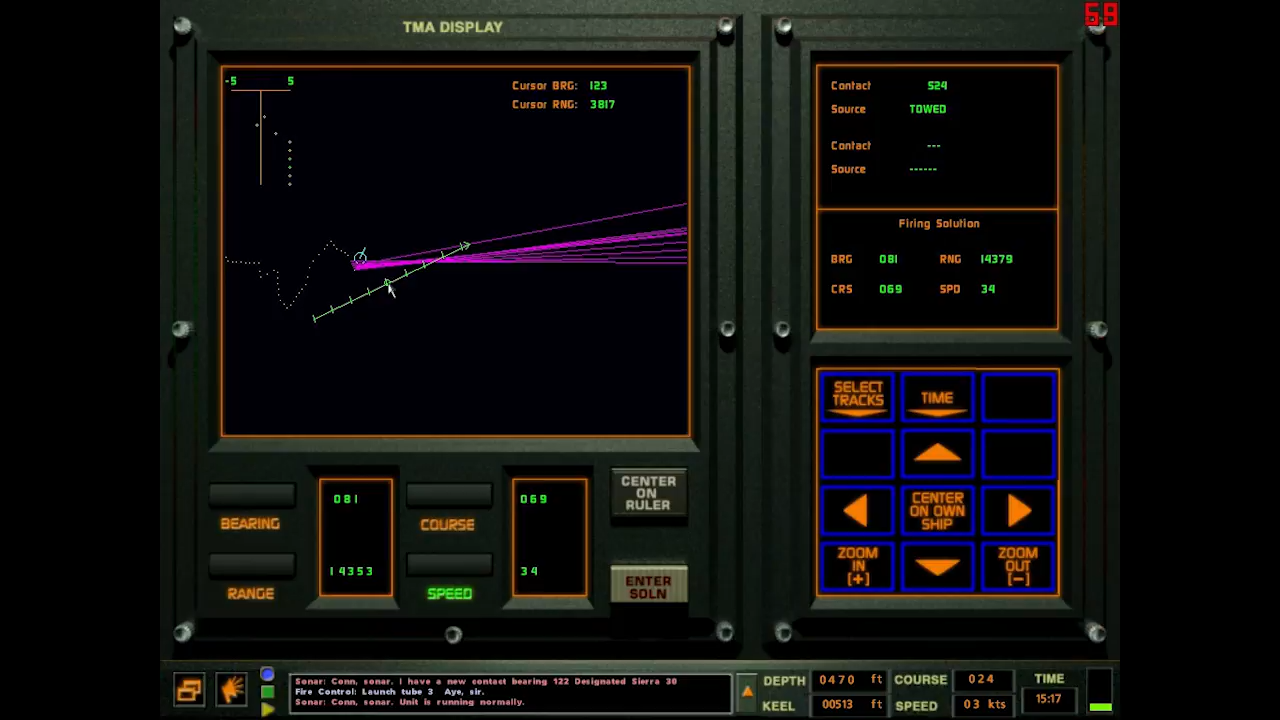 59
TMA DISPLAY
-5 5
Cursor BRG: 123
Cursor RNG: 3817
Contact S24
Source TOWED
Contact ---
Source ------
Firing Solution
BRG 081 RNG 14379
CRS 069 SPD 34
SELECT TRACKS
TIME
CENTER ON OWN SHIP
ZOOM IN [+]
ZOOM OUT [-]
BEARING
RANGE
081
14353
COURSE
SPEED
069
34
CENTER ON RULER
ENTER SOLN
Sonar: Conn, sonar. I have a new contact bearing 122 Designated Sierra 30
Fire Control: Launch tube 3 Aye, sir.
Sonar: Conn, sonar. Unit is running normally.
DEPTH 0470 ft COURSE 024 TIME
KEEL 00513 ft SPEED 03 kts 15:17